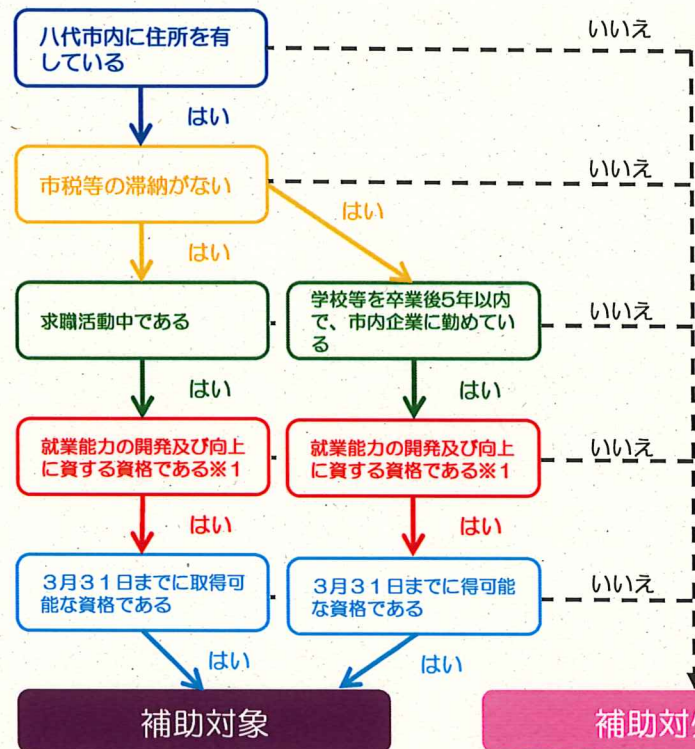 八代市内に住所を有
している
いいえ
はい
市税等の滞納がない
いいえ
はい
はい
求職活動中である
学校等を卒業後5年以内
で、市内企業に勤めてい
る
いいえ
はい
はい
就業能力の開発及び向上
に資する資格である※1
就業能力の開発及び向上
に資する資格である※1
いいえ
はい
はい
3月31日までに取得可
能な資格である
3月31日までに得可能
な資格である
いいえ
はい
はい
補助対象
補助対